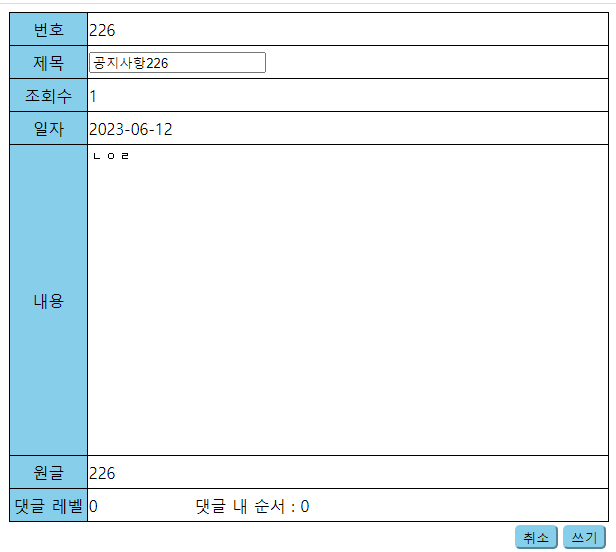 번호 226
제목 공지사항226
조회수 1
일자 2023-06-12
내용 ㄴㅇㄹ
원글 226
댓글 레벨 0 댓글 내 순서 : 0
취소 쓰기